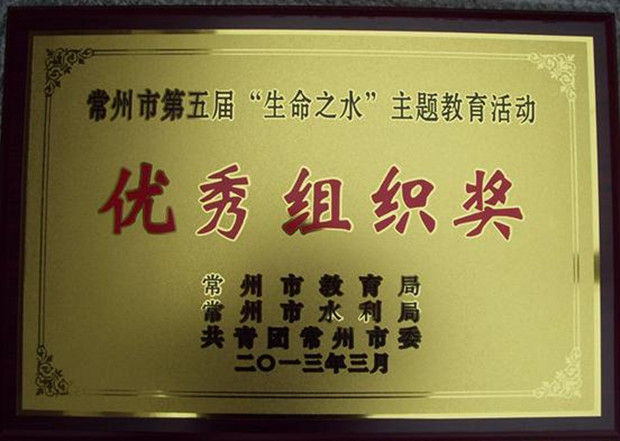 常州市第五届“生命之水”主题教育活动
优秀组织奖
常州市教育局
常州市水利局
共青团常州市委
二〇一三年三月